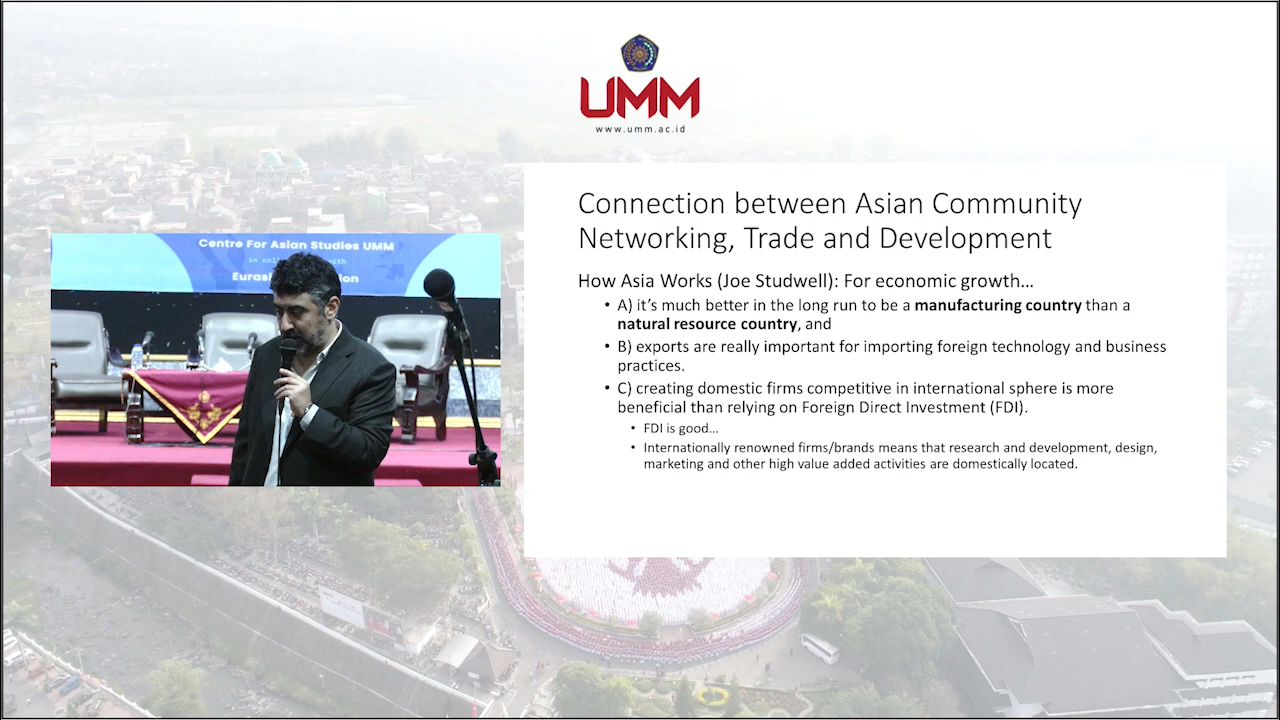 UMM
www.umm.ac.id
Connection between Asian Community
Networking, Trade and Development
How Asia Works (Joe Studwell): For economic growth…
• A) it’s much better in the long run to be a manufacturing country than a
natural resource country, and
• B) exports are really important for importing foreign technology and business
practices.
• C) creating domestic firms competitive in international sphere is more
beneficial than relying on Foreign Direct Investment (FDI).
• FDI is good…
• Internationally renowned firms/brands means that research and development, design,
marketing and other high value added activities are domestically located.
Centre For Asian Studies UMM